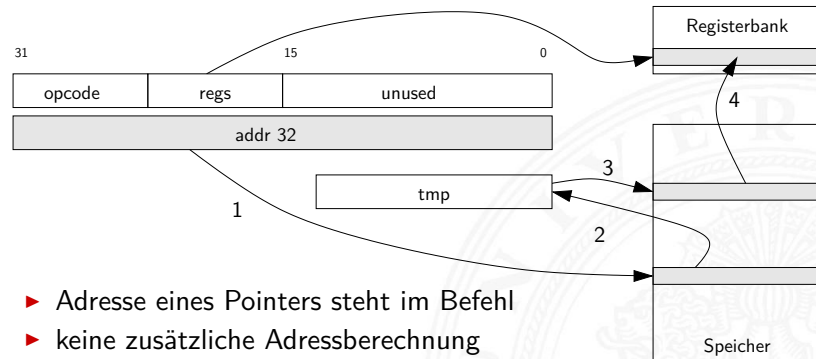 31 15 0
opcode regs unused
addr 32
Registerbank
4
tmp
3
1
2
▶ Adresse eines Pointers steht im Befehl
▶ keine zusätzliche Adressberechnung
Speicher
UNIVER